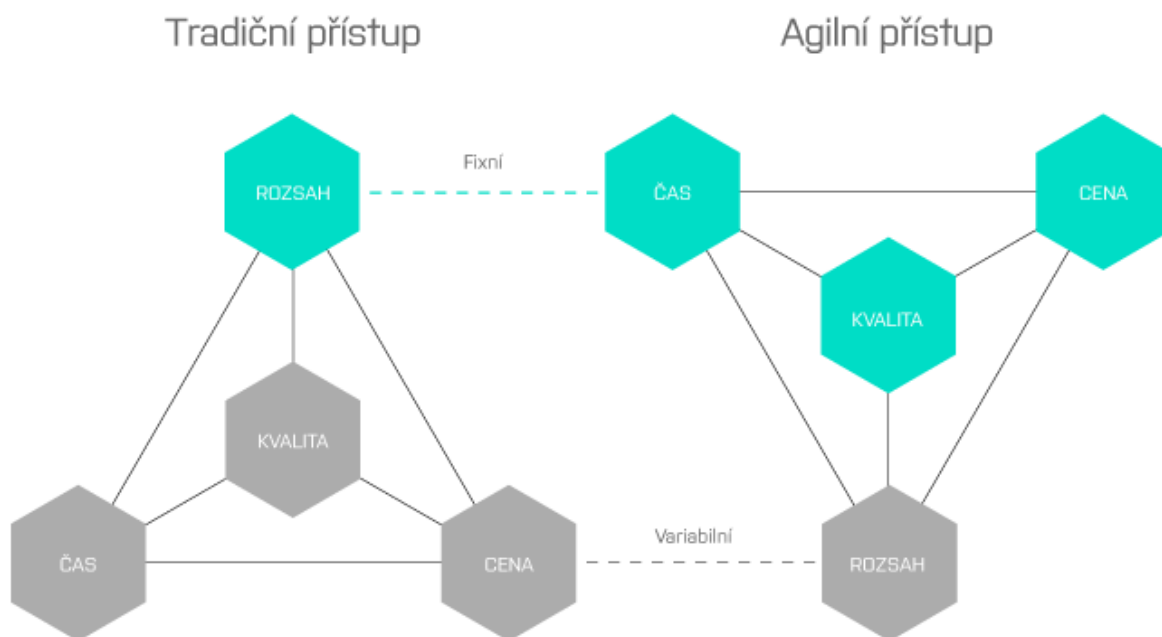 Tradiční přístup
Agilní přístup
ROZSAH
Fixní
ČAS
CENA
KVALITA
KVALITA
ČAS
CENA
Variabilní
ROZSAH